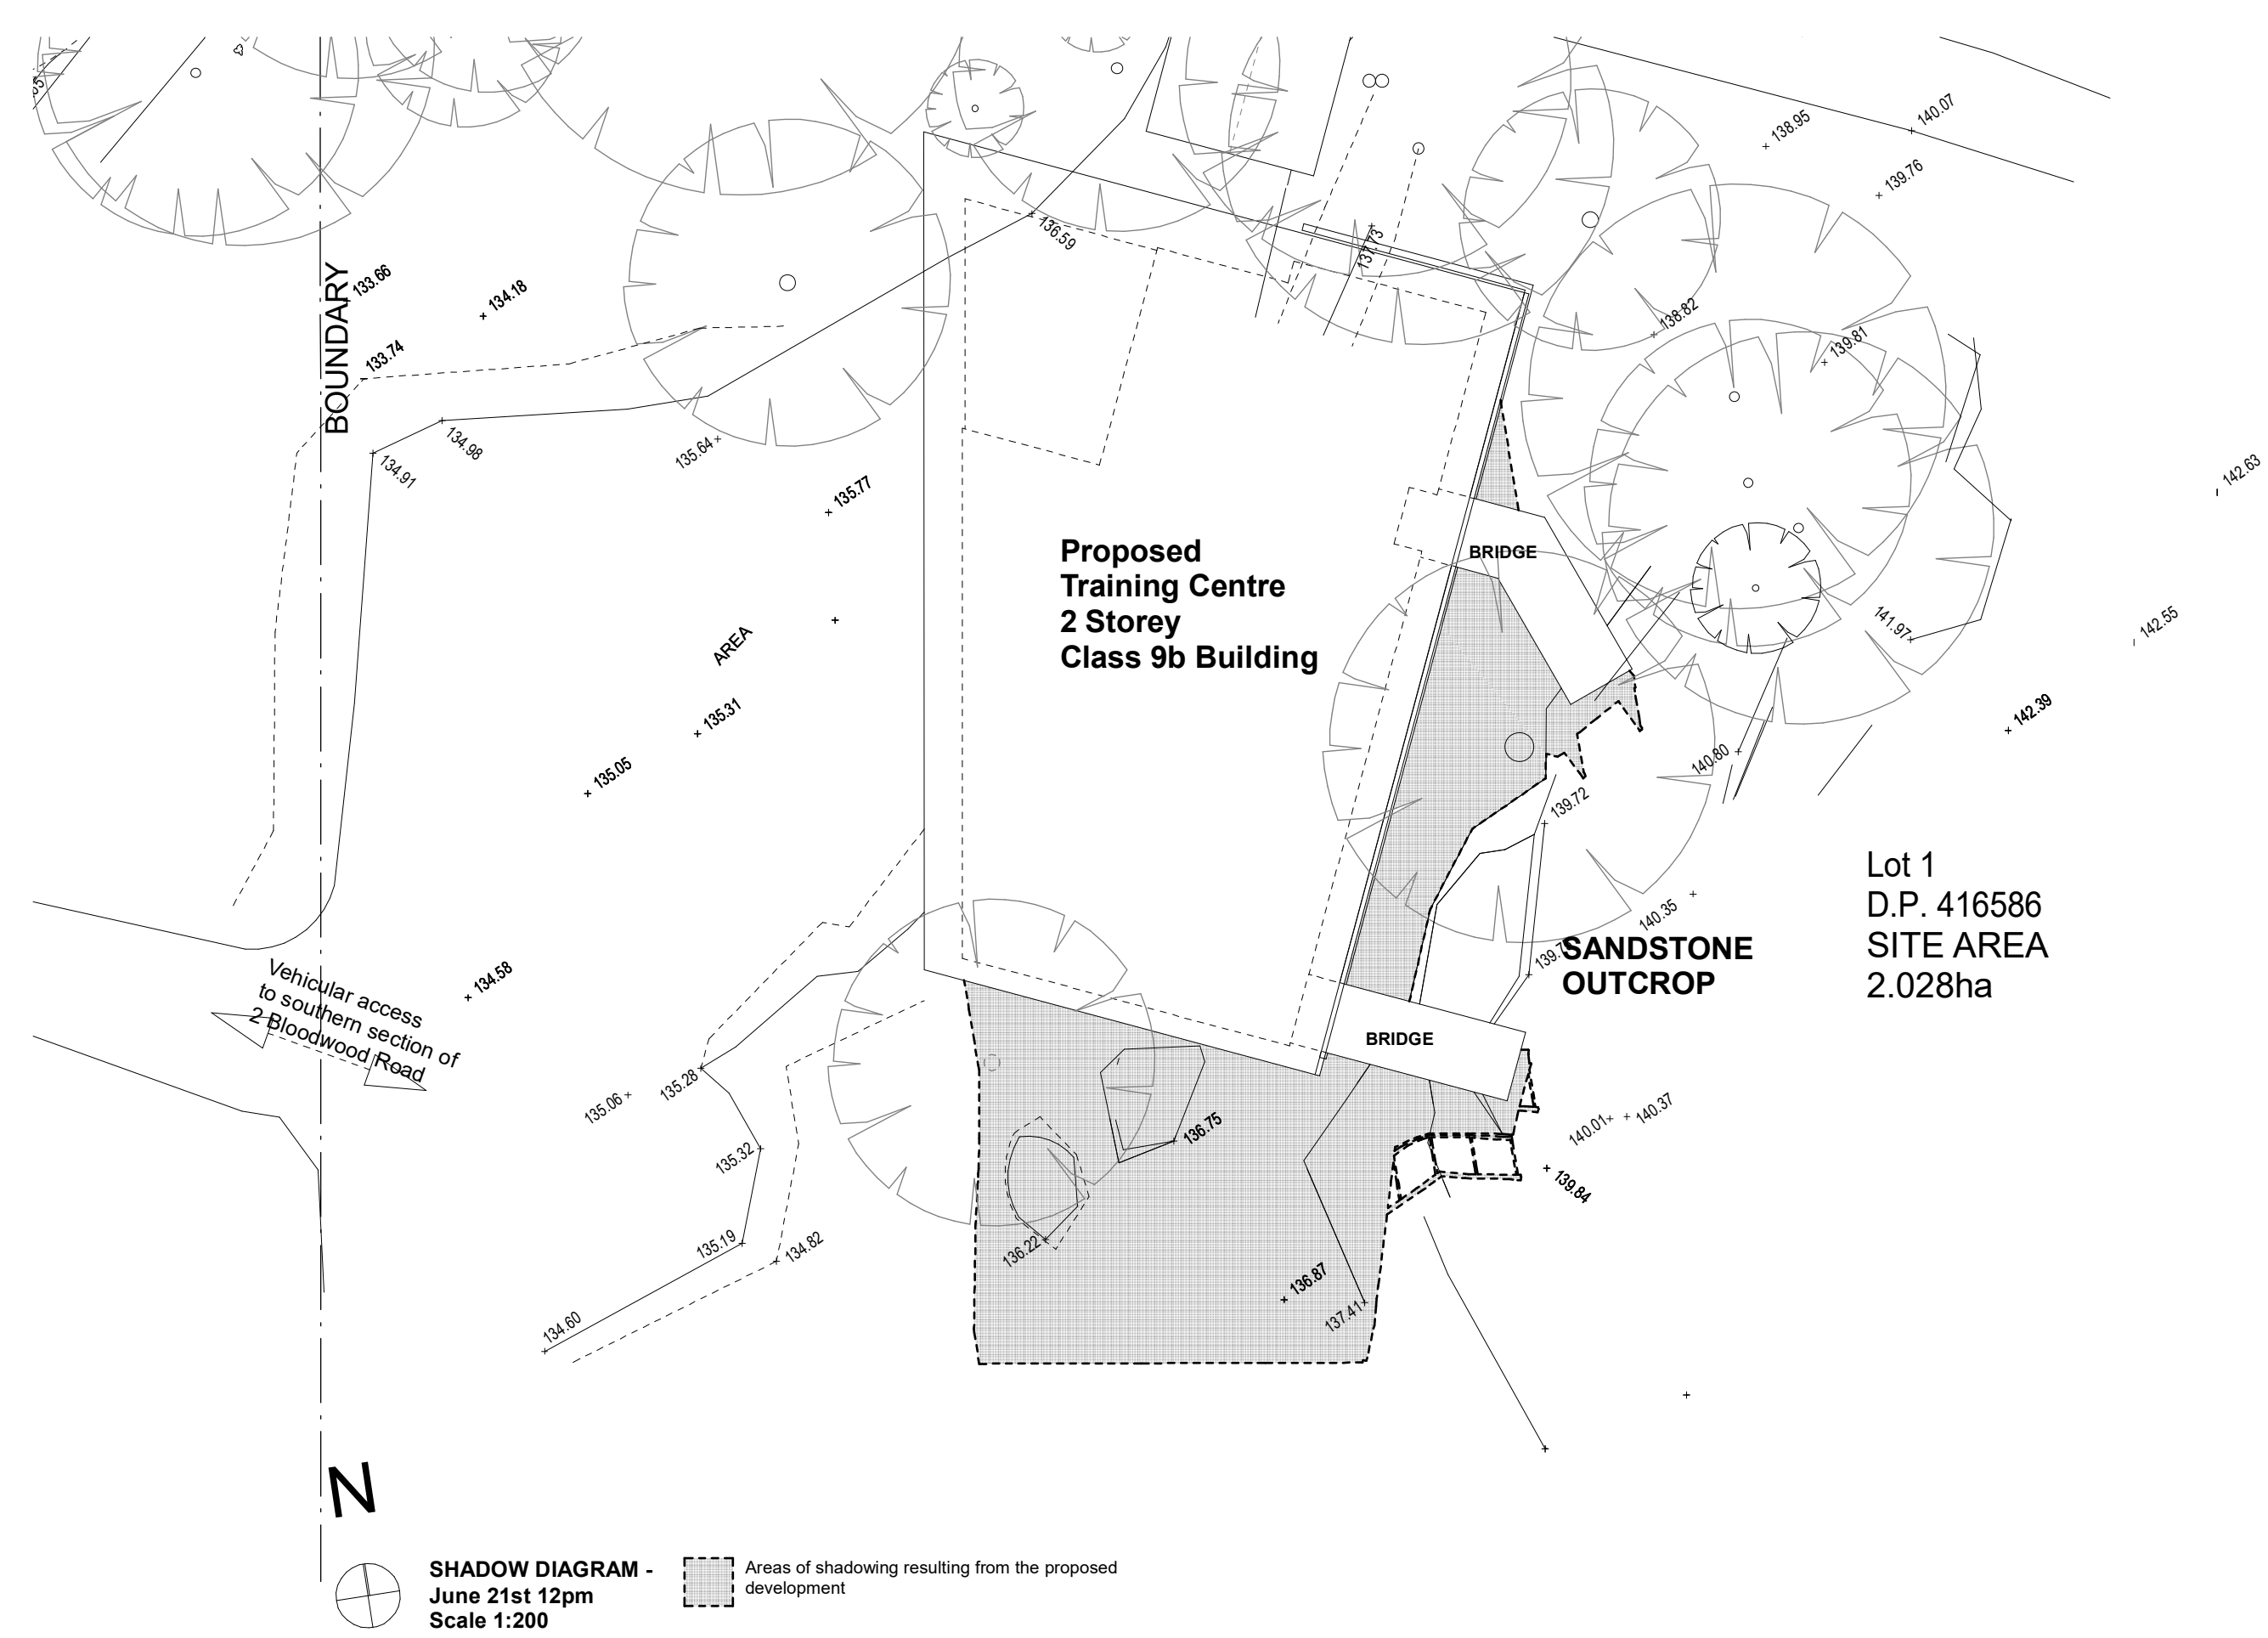 138.95
140.07
139.76
136.59
137.73
133.66
134.18
138.82
139.81
BOUNDARY
133.74
134.98
134.91
135.64
135.77
142.63
Proposed
Training Centre
2 Storey
Class 9b Building
BRIDGE
AREA
141.97
142.55
135.31
142.39
135.05
140.80
139.72
Lot 1
D.P. 416586
SITE AREA
2.028ha
140.35
SANDSTONE
OUTCROP
134.58
Vehicular access
to southern section of
2 Bloodwood Road
BRIDGE
135.28
135.06
136.75
140.01
140.37
135.32
139.84
135.19
134.82
136.22
136.87
137.41
134.60
N
SHADOW DIAGRAM -
June 21st 12pm
Scale 1:200
Areas of shadowing resulting from the proposed
development